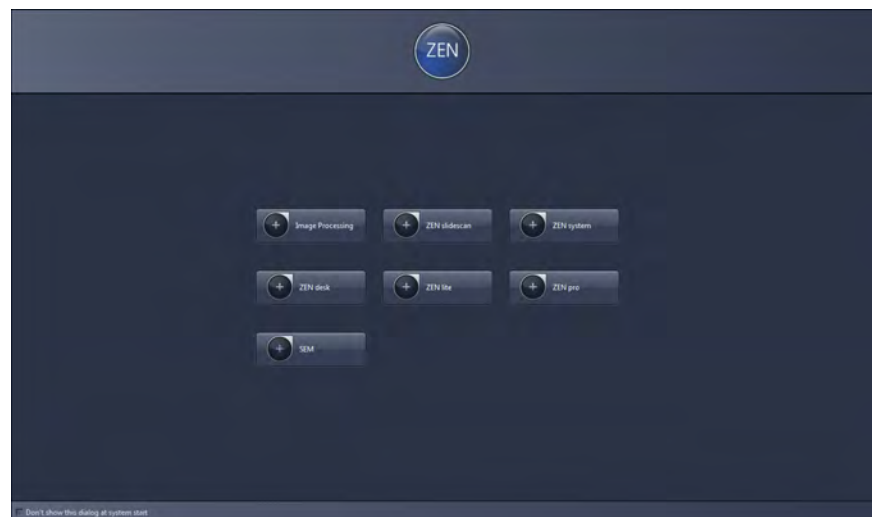 ZEN
Image Processing
ZEN slidescan
ZEN system
ZEN desk
ZEN lite
ZEN pro
SEM
Don't show this dialog at system start